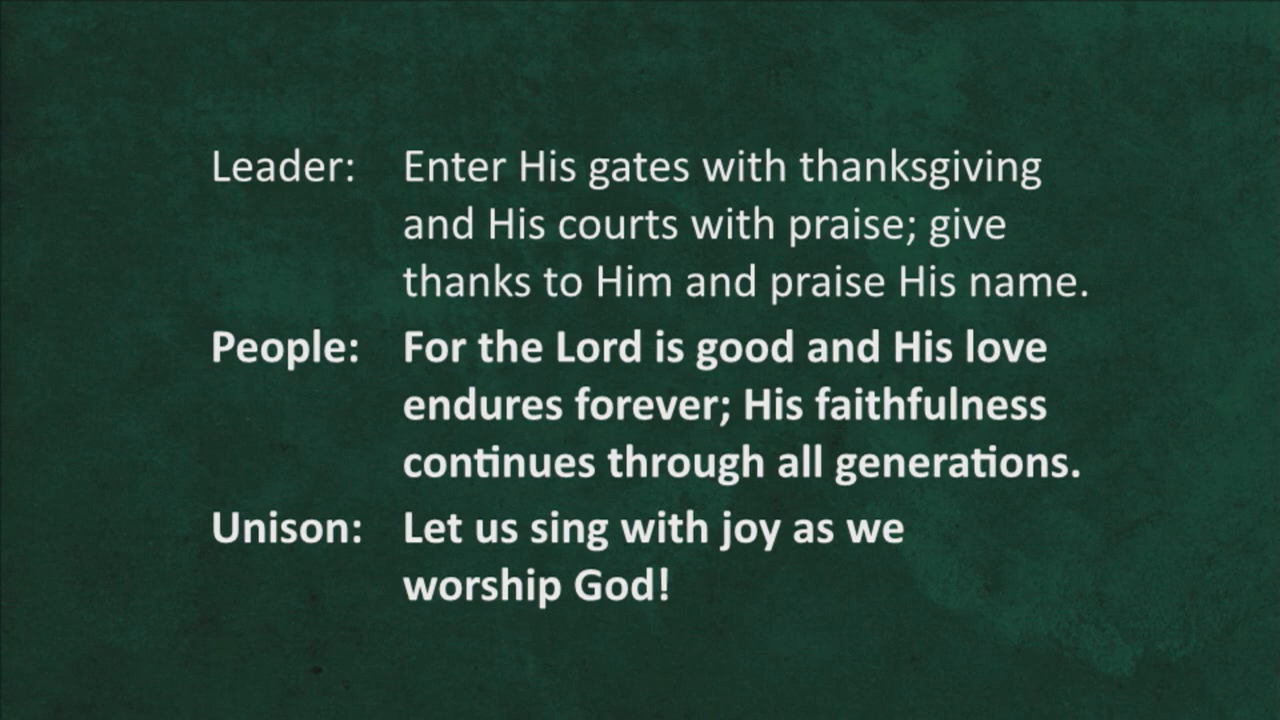 Leader: Enter His gates with thanksgiving
and His courts with praise; give
thanks to Him and praise His name.
People: For the Lord is good and His love
endures forever; His faithfulness
continues through all generations.
Unison: Let us sing with joy as we
worship God!